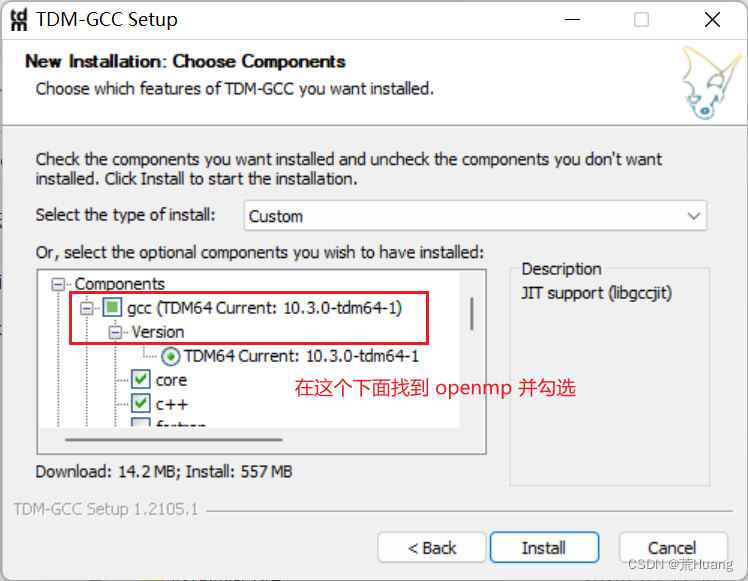 tdm TDM-GCC Setup
New Installation: Choose Components
Choose which features of TDM-GCC you want installed.
Check the components you want installed and uncheck the components you don't want
installed. Click Install to start the installation.
Select the type of install: Custom
Or, select the optional components you wish to have installed:
Components
gcc (TDM64 Current: 10.3.0-tdm64-1)
Version
TDM64 Current: 10.3.0-tdm64-1
core
c++
在这个下面找到 openmp 并勾选
Description
JIT support (libgccjit)
Download: 14.2 MB; Install: 557 MB
TDM-GCC Setup 1.2105.1
< Back Install Cancel
CSDN @荒Huang